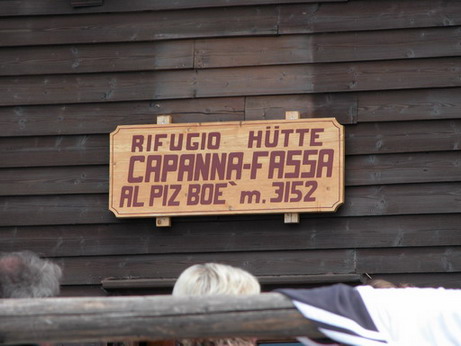 RIFUGIO HÜTTE
CAPANNA-FASSA
AL PIZ BOE` m. 3152